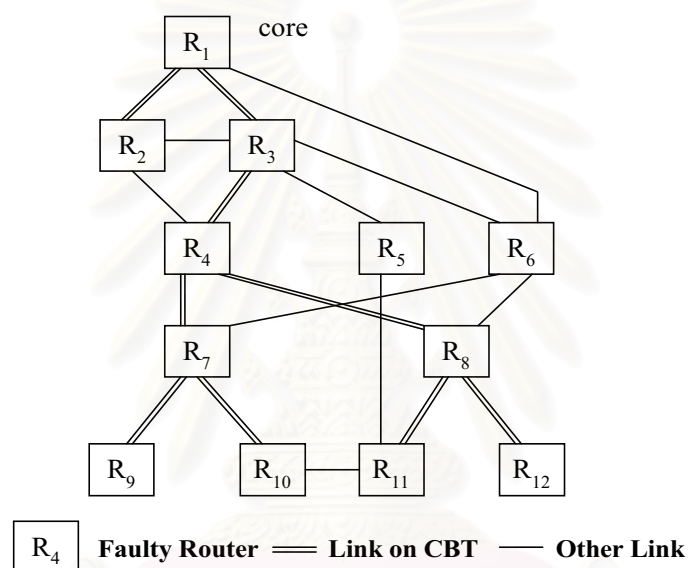 R1 core
R2 R3
R4 R5 R6
R7 R8
R9 R10 R11 R12
R4 Faulty Router Link on CBT Other Link